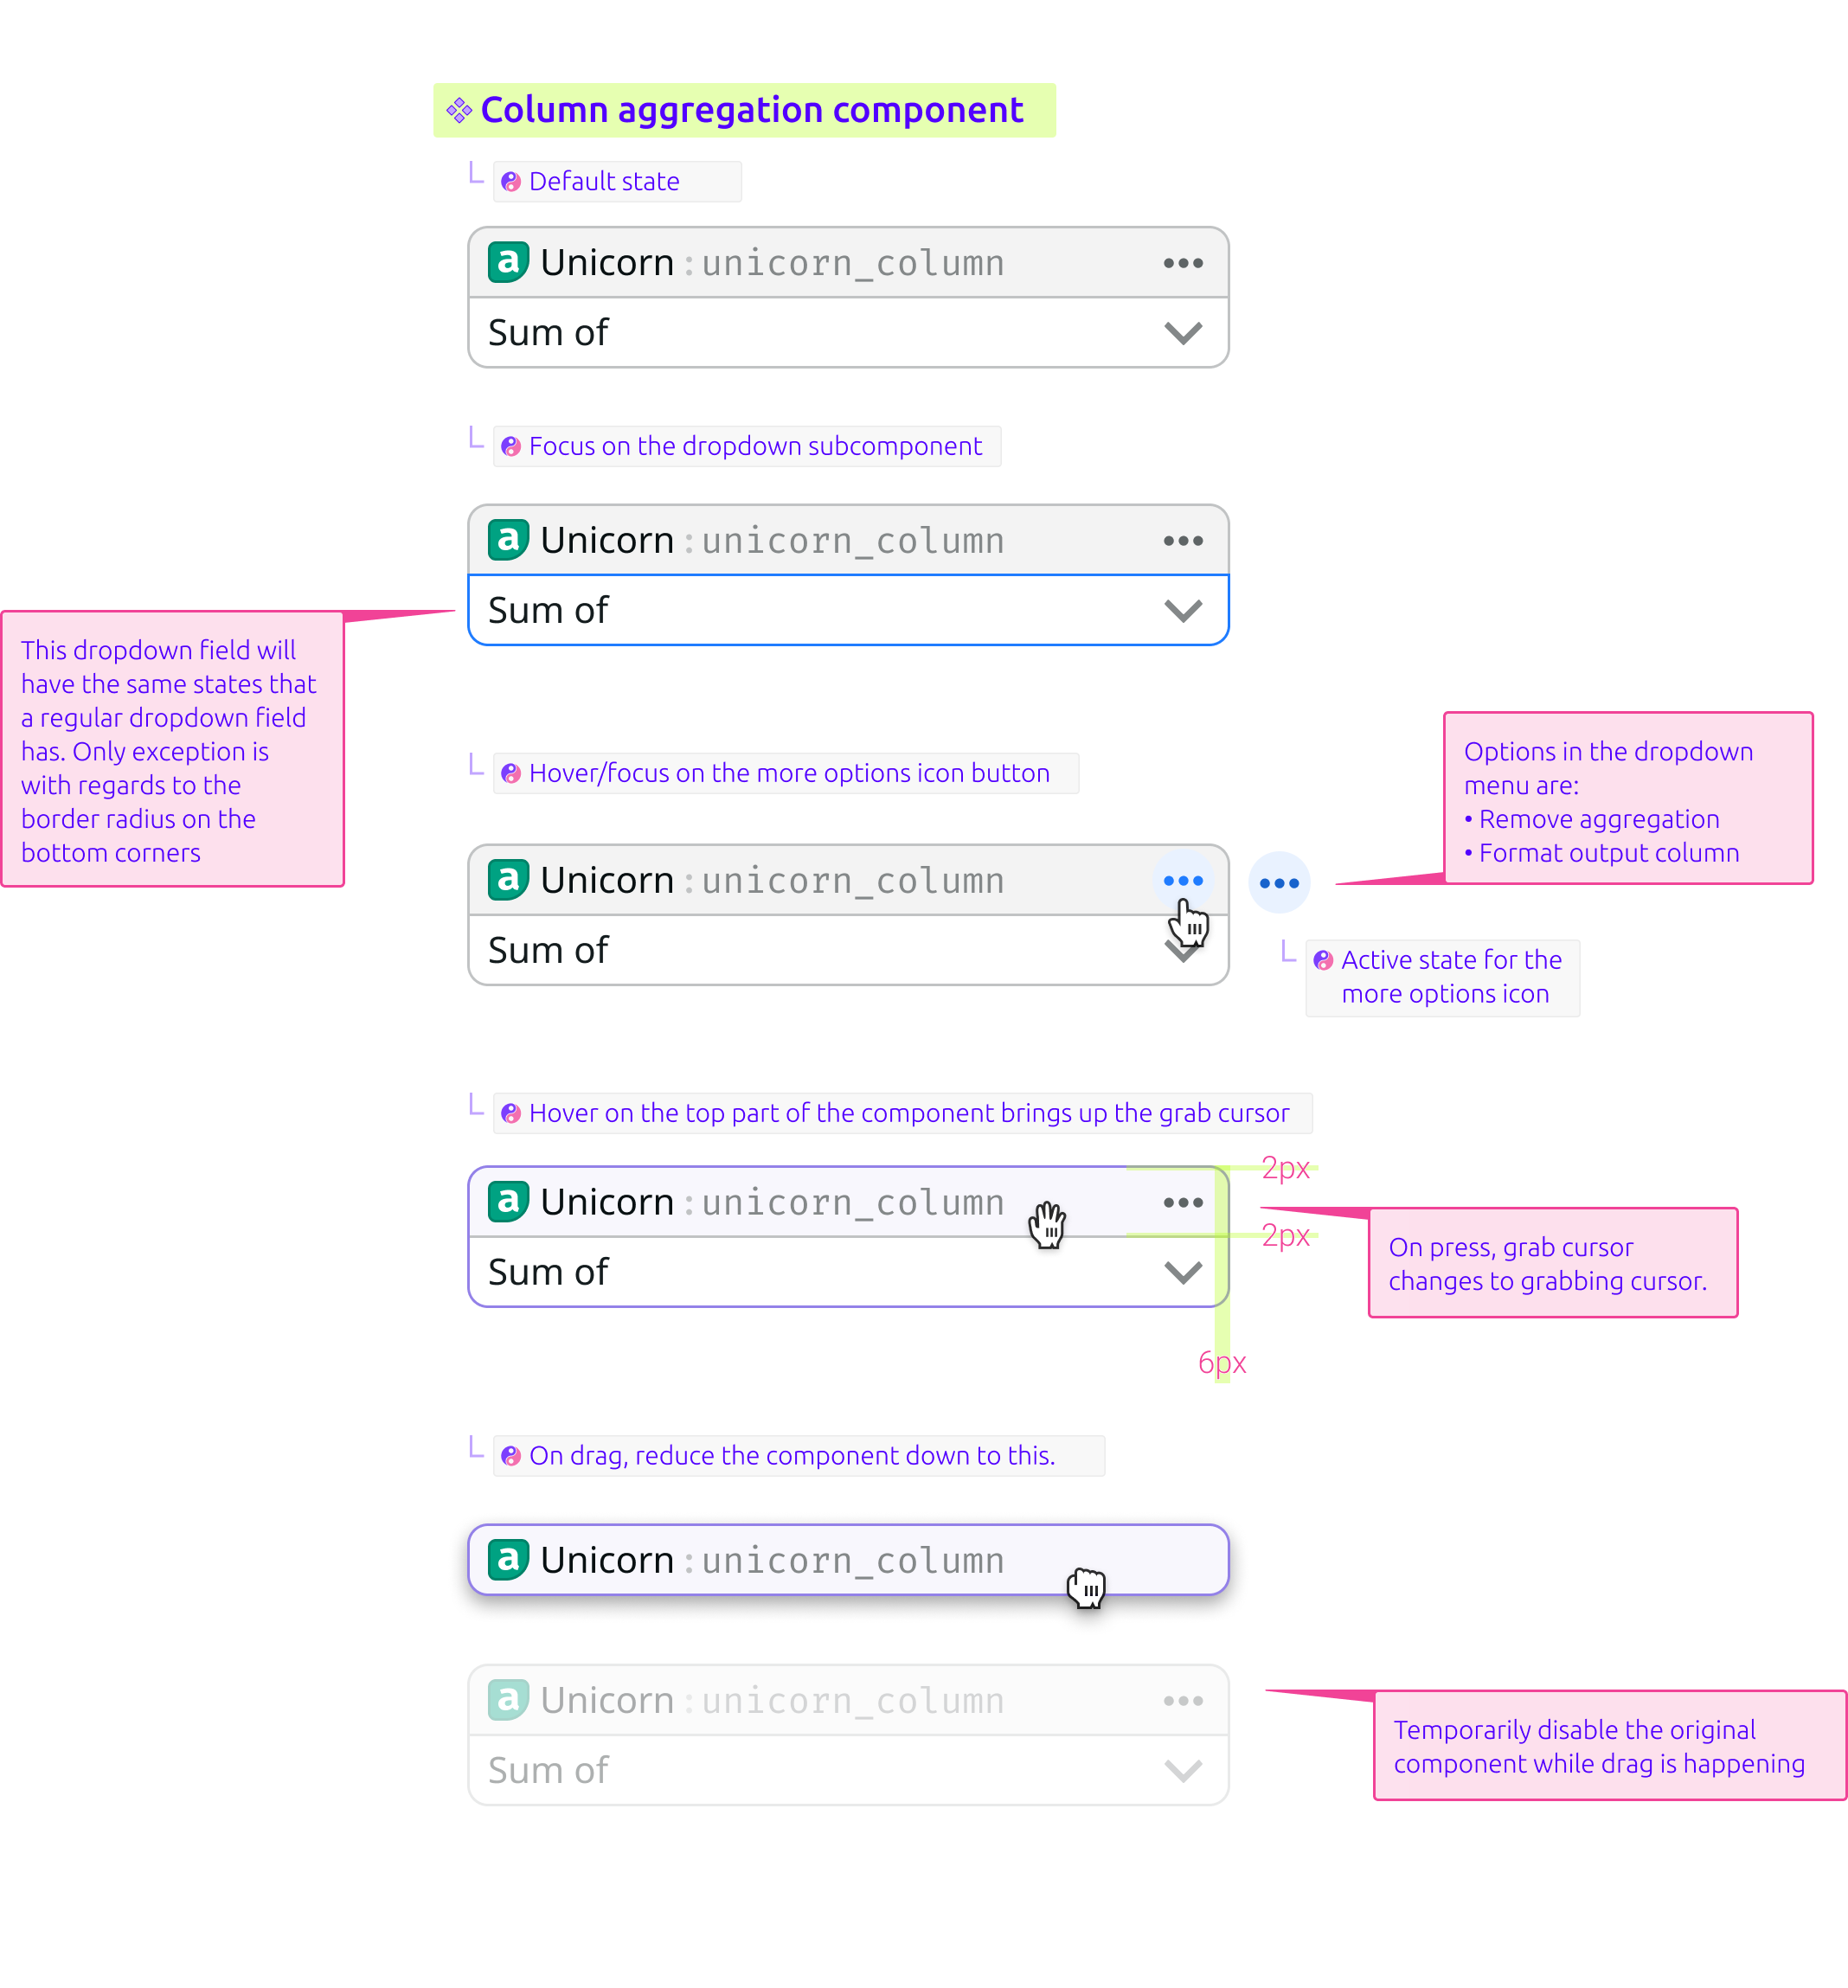 Column aggregation component
Default state
a Unicorn : unicorn_column
Sum of
Focus on the dropdown subcomponent
a Unicorn : unicorn_column
Sum of
This dropdown field will
have the same states that
a regular dropdown field
has. Only exception is
with regards to the
border radius on the
bottom corners
Hover/focus on the more options icon button
Options in the dropdown
menu are:
• Remove aggregation
• Format output column
a Unicorn : unicorn_column
Sum of
Active state for the
more options icon
Hover on the top part of the component brings up the grab cursor
2px
a Unicorn : unicorn_column
2px
Sum of
On press, grab cursor
changes to grabbing cursor.
6px
On drag, reduce the component down to this.
a Unicorn : unicorn_column
a Unicorn : unicorn_column
Sum of
Temporarily disable the original
component while drag is happening